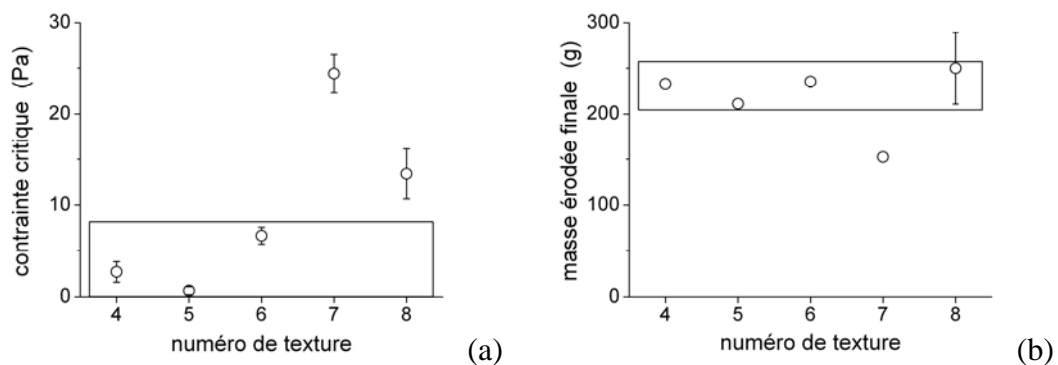 30
20
10
0
contrainte critique (Pa)
4 5 6 7 8
numéro de texture
(a)
300
200
100
0
masse érodée finale (g)
4 5 6 7 8
numéro de texture
(b)